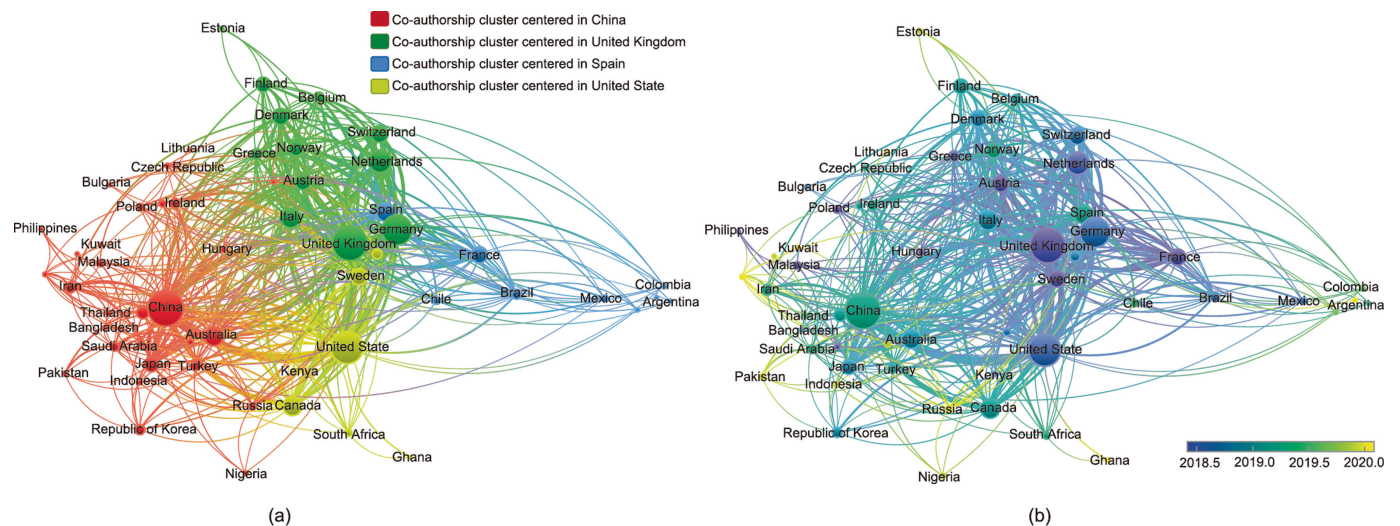 Co-authorship cluster centered in China
Co-authorship cluster centered in United Kingdom
Co-authorship cluster centered in Spain
Co-authorship cluster centered in United State
Estonia
Finland
Belgium
Denmark
Switzerland
Lithuania
Greece
Norway
Netherlands
Czech Republic
Bulgaria
Austria
Poland
Ireland
Spain
Italy
Philippines
Germany
Kuwait
Hungary
United Kingdom
Malaysia
France
Iran
Sweden
Colombia
China
Chile
Brazil
Mexico
Argentina
Thailand
Bangladesh
Australia
Saudi Arabia
United State
Japan
Turkey
Pakistan
Indonesia
Kenya
Russia
Canada
Republic of Korea
South Africa
Ghana
Nigeria
(a)
Estonia
Finland
Belgium
Denmark
Switzerland
Lithuania
Greece
Norway
Netherlands
Czech Republic
Bulgaria
Austria
Poland
Ireland
Spain
Italy
Philippines
Germany
Kuwait
Hungary
United Kingdom
Malaysia
France
Iran
Sweden
Colombia
China
Chile
Brazil
Mexico
Argentina
Thailand
Bangladesh
Australia
Saudi Arabia
United State
Japan
Turkey
Pakistan
Indonesia
Kenya
Russia
Canada
Republic of Korea
South Africa
Ghana
Nigeria
2018.5 2019.0 2019.5 2020.0
(b)